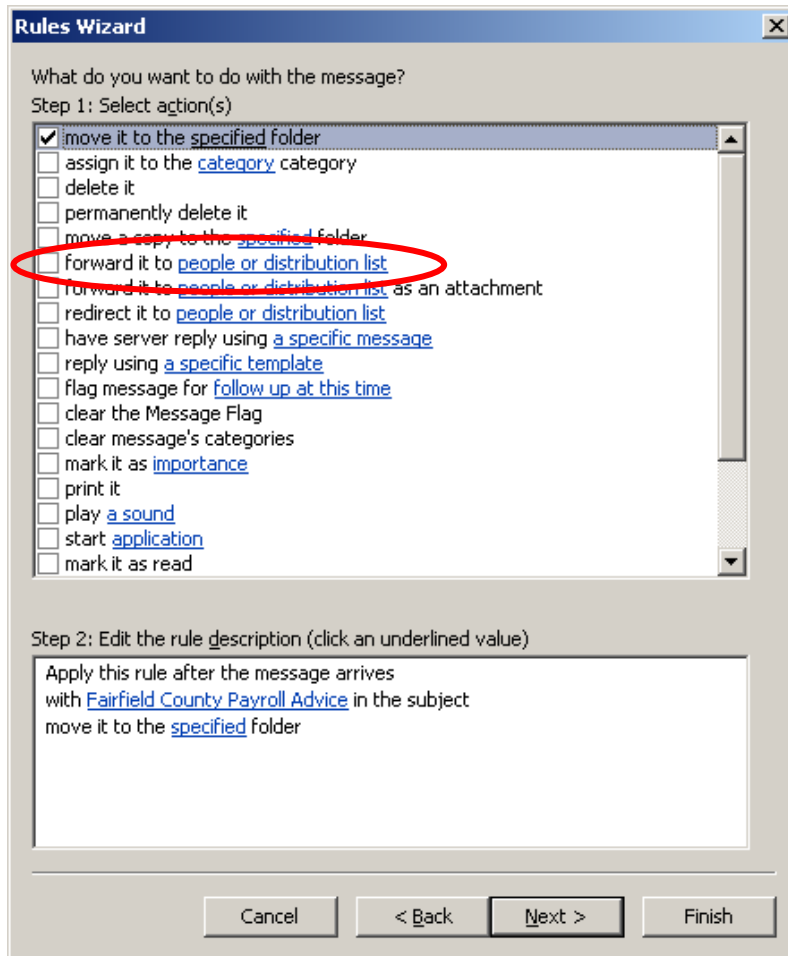 Rules Wizard
What do you want to do with the message?
Step 1: Select action(s)
move it to the specified folder
assign it to the category category
delete it
permanently delete it
move a copy to the specified folder
forward it to people or distribution list
forward it to people or distribution list as an attachment
redirect it to people or distribution list
have server reply using a specific message
reply using a specific template
flag message for follow up at this time
clear the Message Flag
clear message's categories
mark it as importance
print it
play a sound
start application
mark it as read
Step 2: Edit the rule description (click an underlined value)
Apply this rule after the message arrives
with Fairfield County Payroll Advice in the subject
move it to the specified folder
Cancel < Back Next > Finish